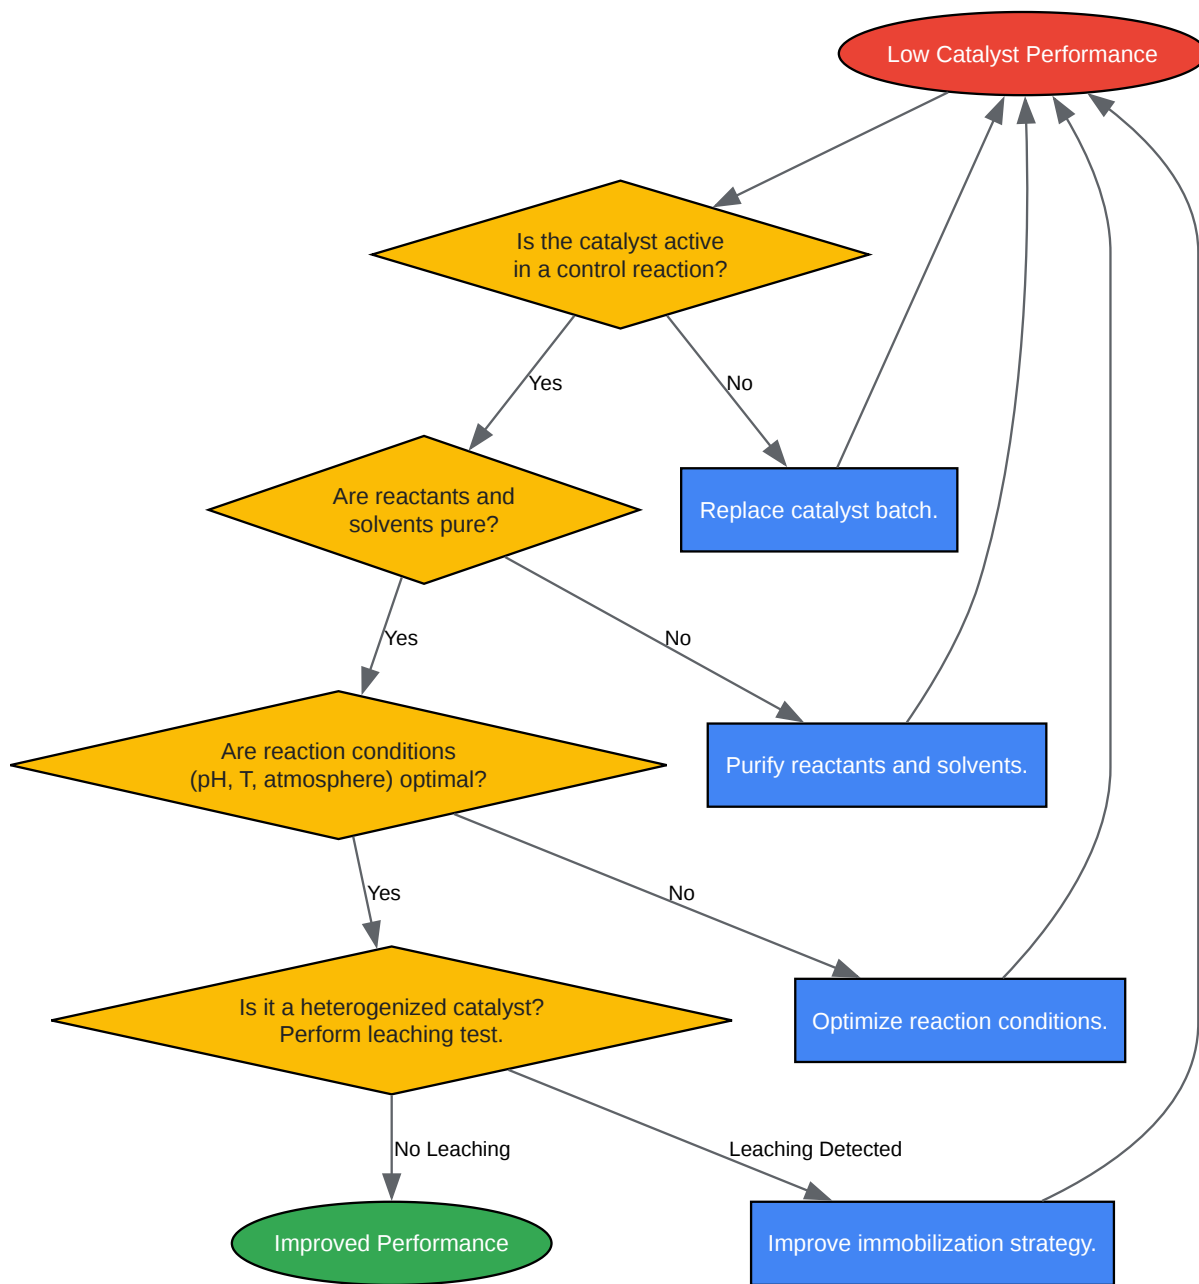 Low Catalyst Performance
Is the catalyst active
in a control reaction?
Yes
No
Are reactants and
solvents pure?
Replace catalyst batch.
Yes
No
Are reaction conditions
(pH, T, atmosphere) optimal?
Purify reactants and solvents.
Yes
No
Is it a heterogenized catalyst?
Perform leaching test.
Optimize reaction conditions.
No Leaching
Leaching Detected
Improved Performance
Improve immobilization strategy.